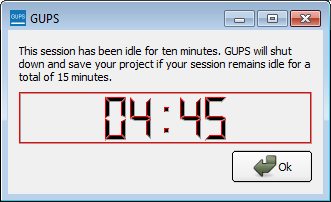 GUPS
GUPS
This session has been idle for ten minutes. GUPS will shut
down and save your project if your session remains idle for a
total of 15 minutes.
04:45
Ok